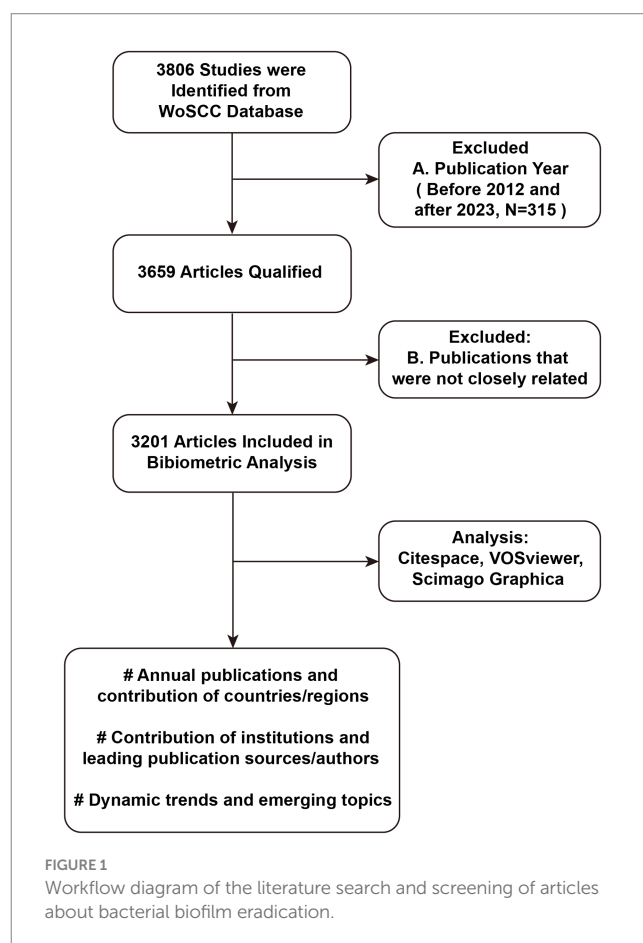 3806 Studies were
Identified from
WoSCC Database
Excluded
A. Publication Year
( Before 2012 and
after 2023, N=315 )
3659 Articles Qualified
Excluded:
B. Publications that
were not closely related
3201 Articles Included in
Bibiometric Analysis
Analysis:
Citespace, VOSviewer,
Scimago Graphica
# Annual publications and
contribution of countries/regions
# Contribution of institutions and
leading publication sources/authors
# Dynamic trends and emerging topics
FIGURE 1
Workflow diagram of the literature search and screening of articles
about bacterial biofilm eradication.